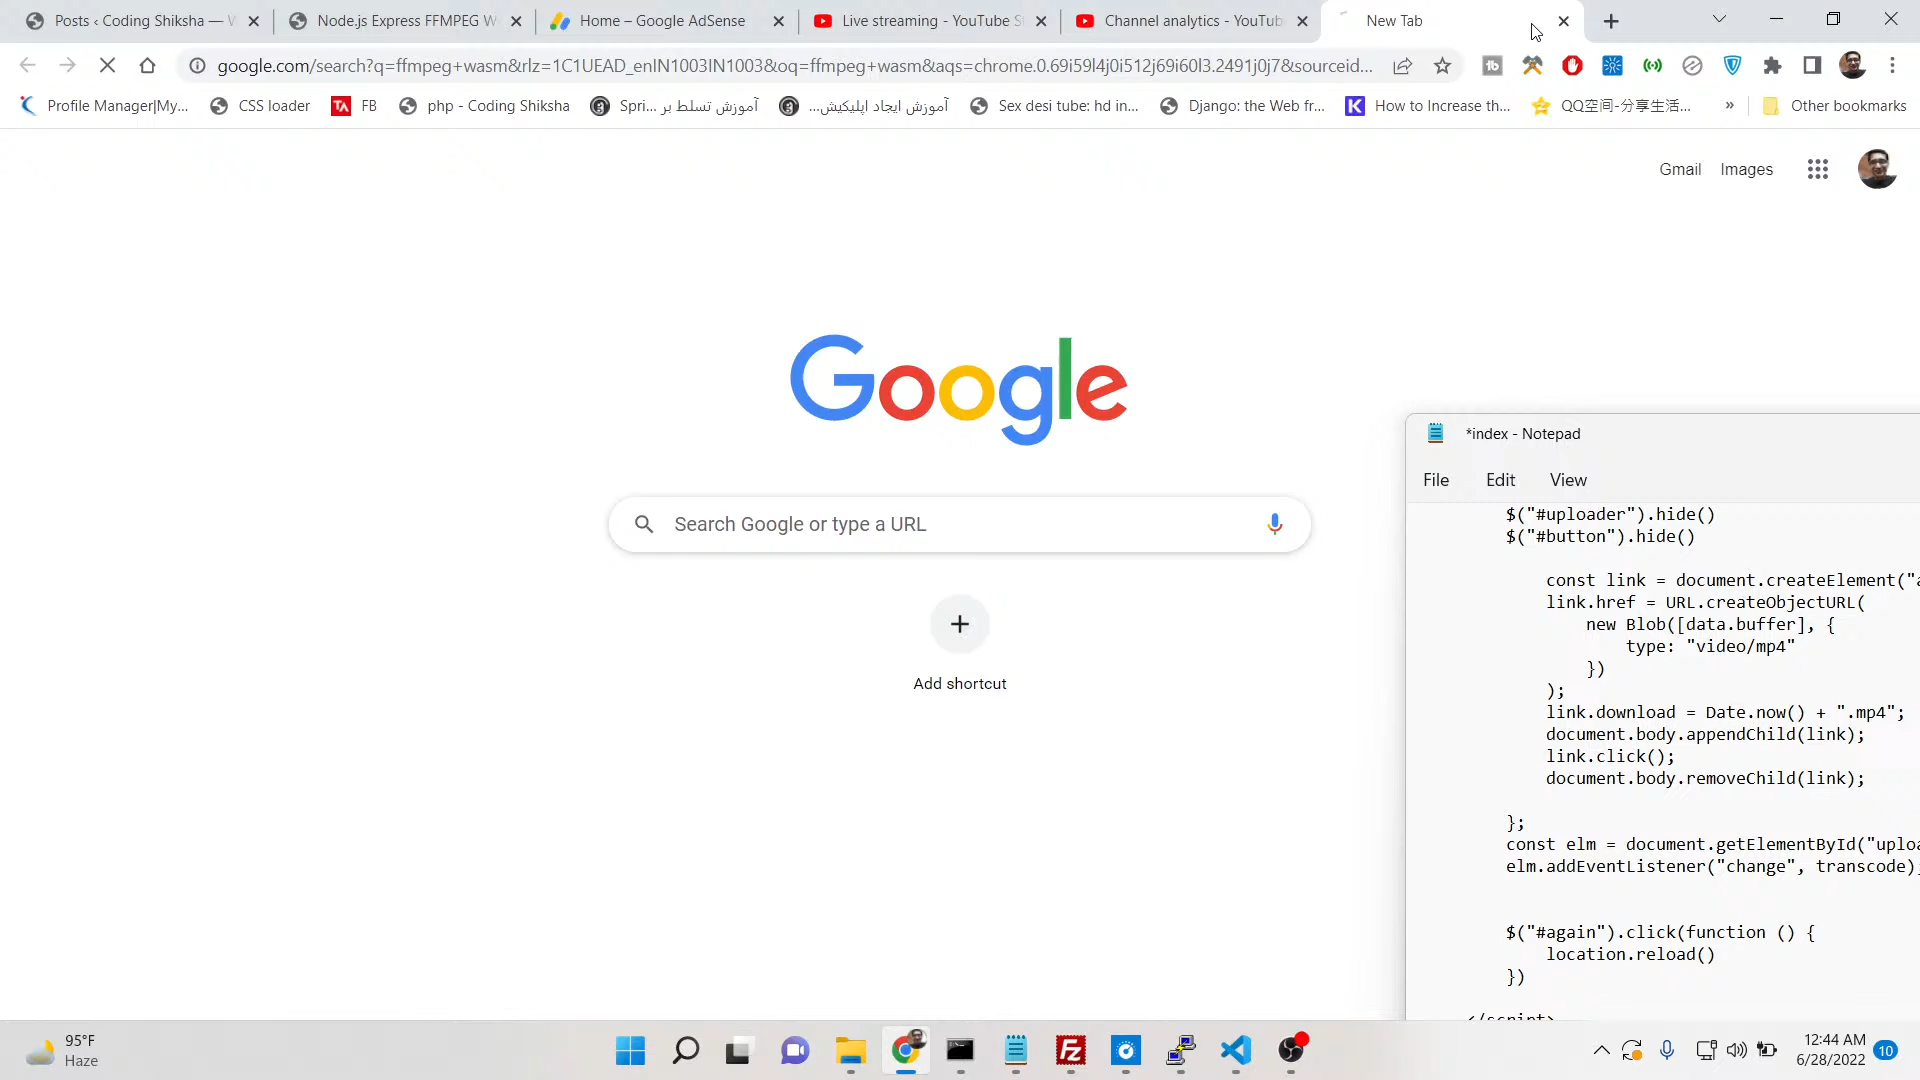 Posts ‹ Coding Shiksha — W
Node.js Express FFMPEG W
Home – Google AdSense
Live streaming - YouTube S
Channel analytics - YouTub
New Tab
google.com/search?q=ffmpeg+wasm&rlz=1C1UEAD_enIN1003IN1003&oq=ffmpeg+wasm&aqs=chrome.0.69i59l4j0i512j69i60l3.2491j0j7&sourceid...
Profile Manager|My...
CSS loader
TA FB
php - Coding Shiksha
آموزش تسلط بر Spri...
آموزش ایجاد اپلیکیش...
Sex desi tube: hd in...
Django: the Web fr...
K How to Increase th...
QQ空间-分享生活...
»
Other bookmarks
Gmail Images
Google
Search Google or type a URL
Add shortcut
*index - Notepad
File Edit View
$("#uploader").hide()
$("#button").hide()
const link = document.createElement("a
link.href = URL.createObjectURL(
new Blob([data.buffer], {
type: "video/mp4"
})
);
link.download = Date.now() + ".mp4";
document.body.appendChild(link);
link.click();
document.body.removeChild(link);
};
const elm = document.getElementById("uploa
elm.addEventListener("change", transcode);
$("#again").click(function () {
location.reload()
})
</script>
95°F
Haze
12:44 AM
6/28/2022
10